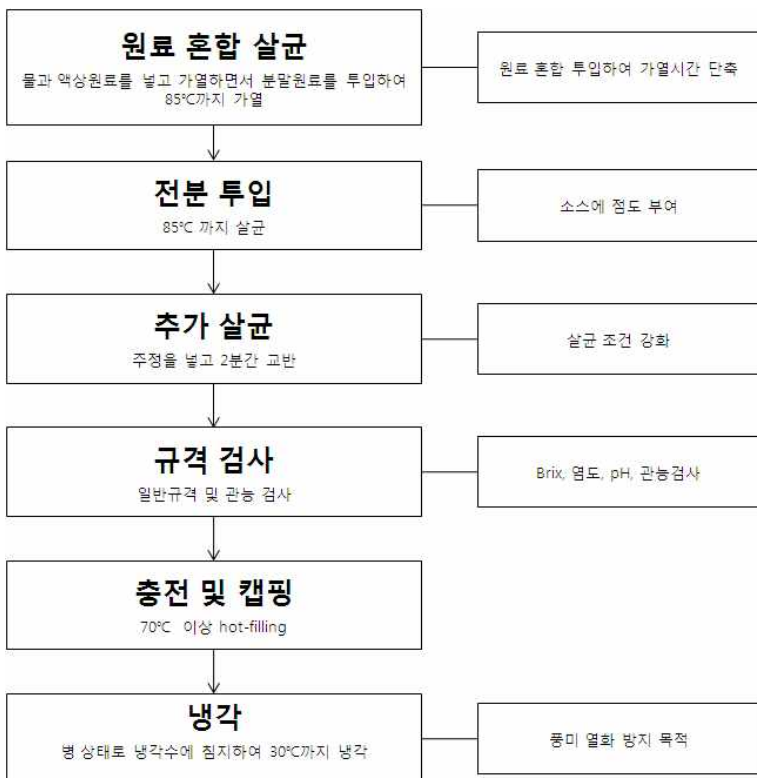 원료 혼합 살균
물과 액상원료를 넣고 가열하면서 분말원료를 투입하여
85℃까지 가열
원료 혼합 투입하여 가열시간 단축
전분 투입
85℃ 까지 살균
소스에 점도 부여
추가 살균
주정을 넣고 2분간 교반
살균 조건 강화
규격 검사
일반규격 및 관능 검사
Brix, 염도, pH, 관능검사
충전 및 캡핑
70℃ 이상 hot-filling
냉각
병 상태로 냉각수에 침지하여 30℃까지 냉각
풍미 열화 방지 목적